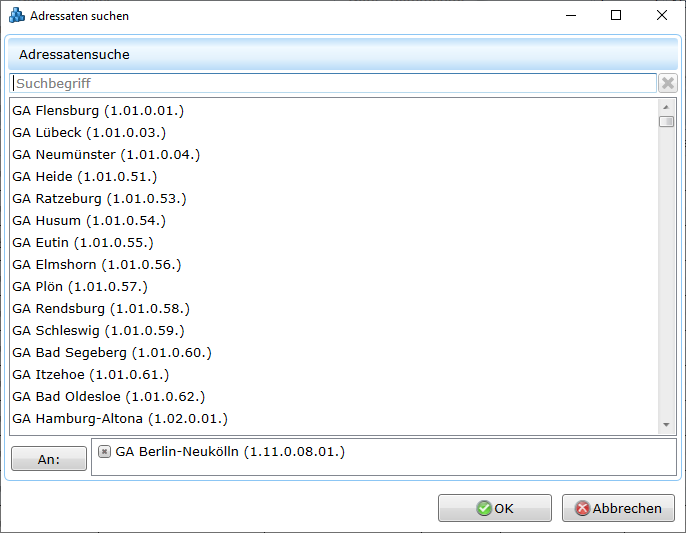 Adressaten suchen
Adressatensuche
Suchbegriff
GA Flensburg (1.01.0.01.)
GA Lübeck (1.01.0.03.)
GA Neumünster (1.01.0.04.)
GA Heide (1.01.0.51.)
GA Ratzeburg (1.01.0.53.)
GA Husum (1.01.0.54.)
GA Eutin (1.01.0.55.)
GA Elmshorn (1.01.0.56.)
GA Plön (1.01.0.57.)
GA Rendsburg (1.01.0.58.)
GA Schleswig (1.01.0.59.)
GA Bad Segeberg (1.01.0.60.)
GA Itzehoe (1.01.0.61.)
GA Bad Oldesloe (1.01.0.62.)
GA Hamburg-Altona (1.02.0.01.)
An: GA Berlin-Neukölln (1.11.0.08.01.)
OK Abbrechen